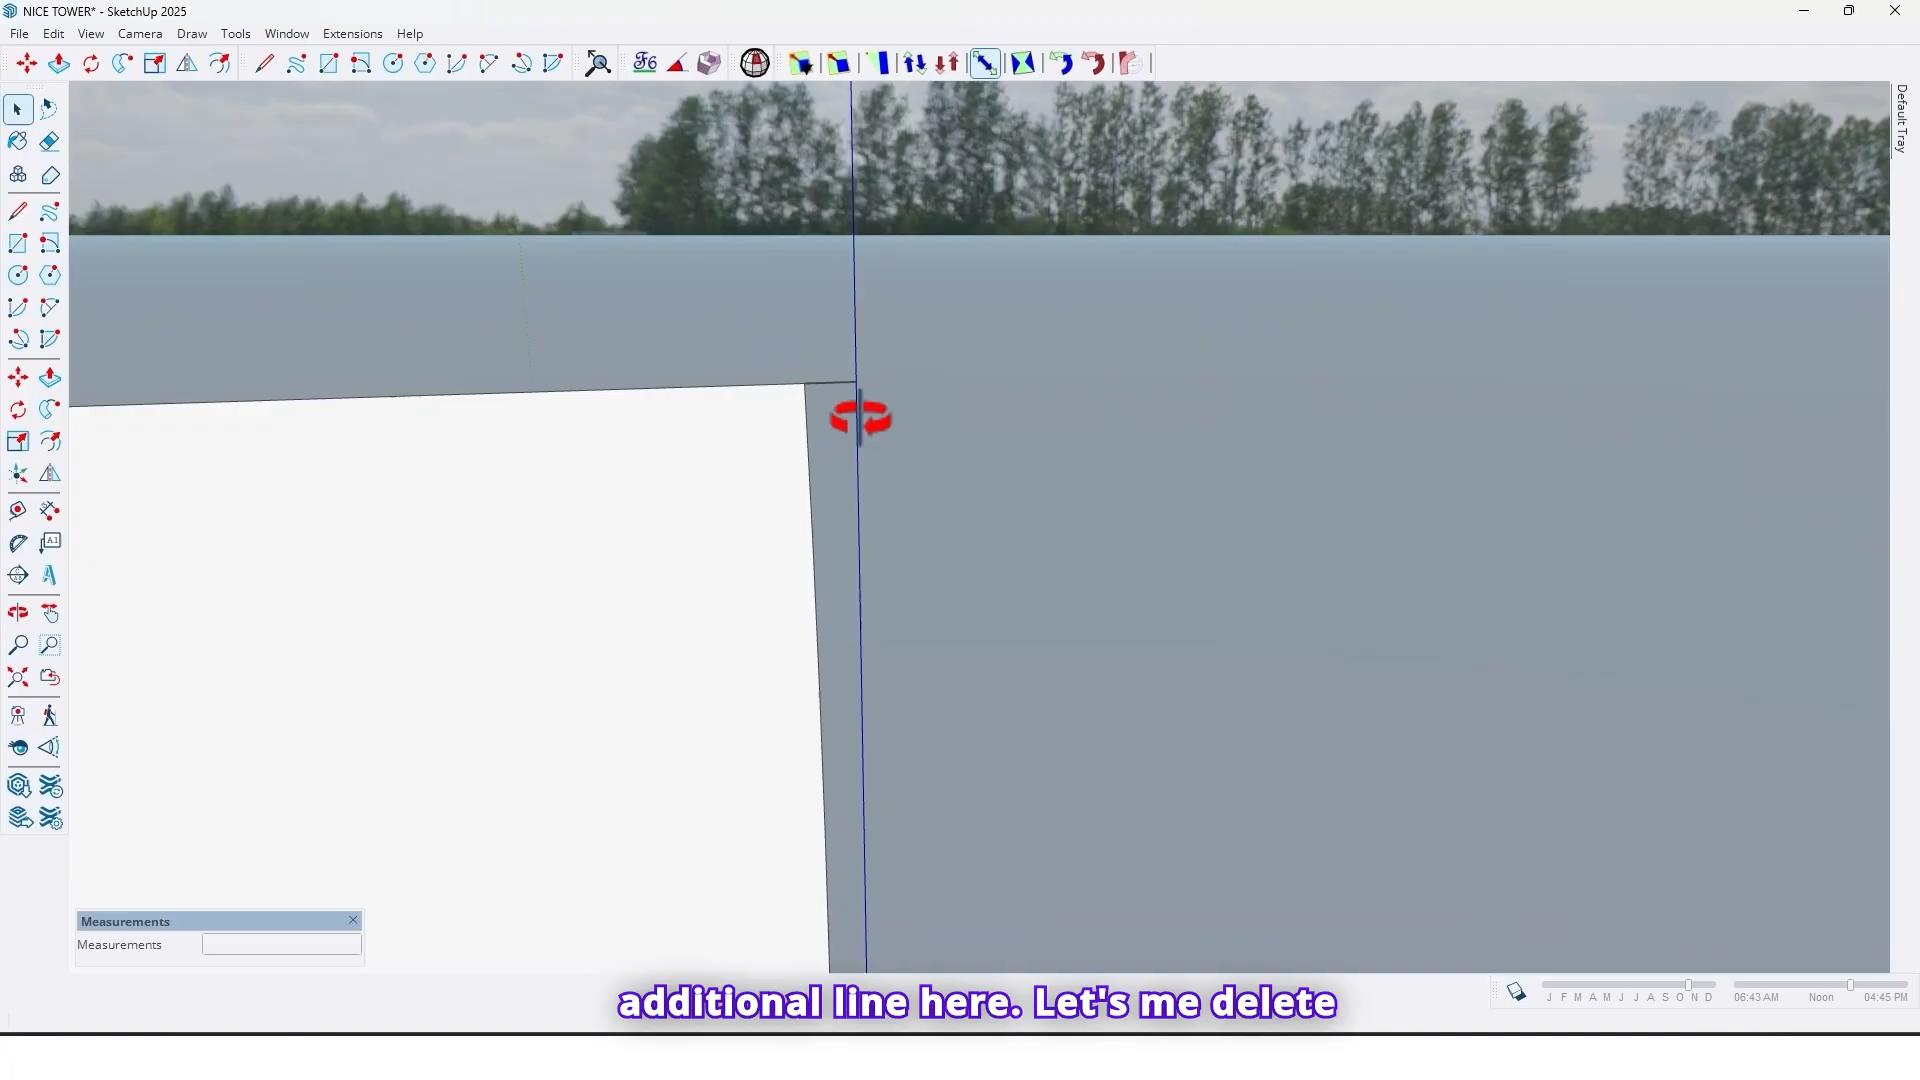 NICE TOWER* - SketchUp 2025
File Edit View Camera Draw Tools Window Extensions Help
Default Tray
A1
Measurements
Measurements
J F M A M J J A S O N D
06:43 AM Noon 04:45 PM
additional line here. Let's me delete